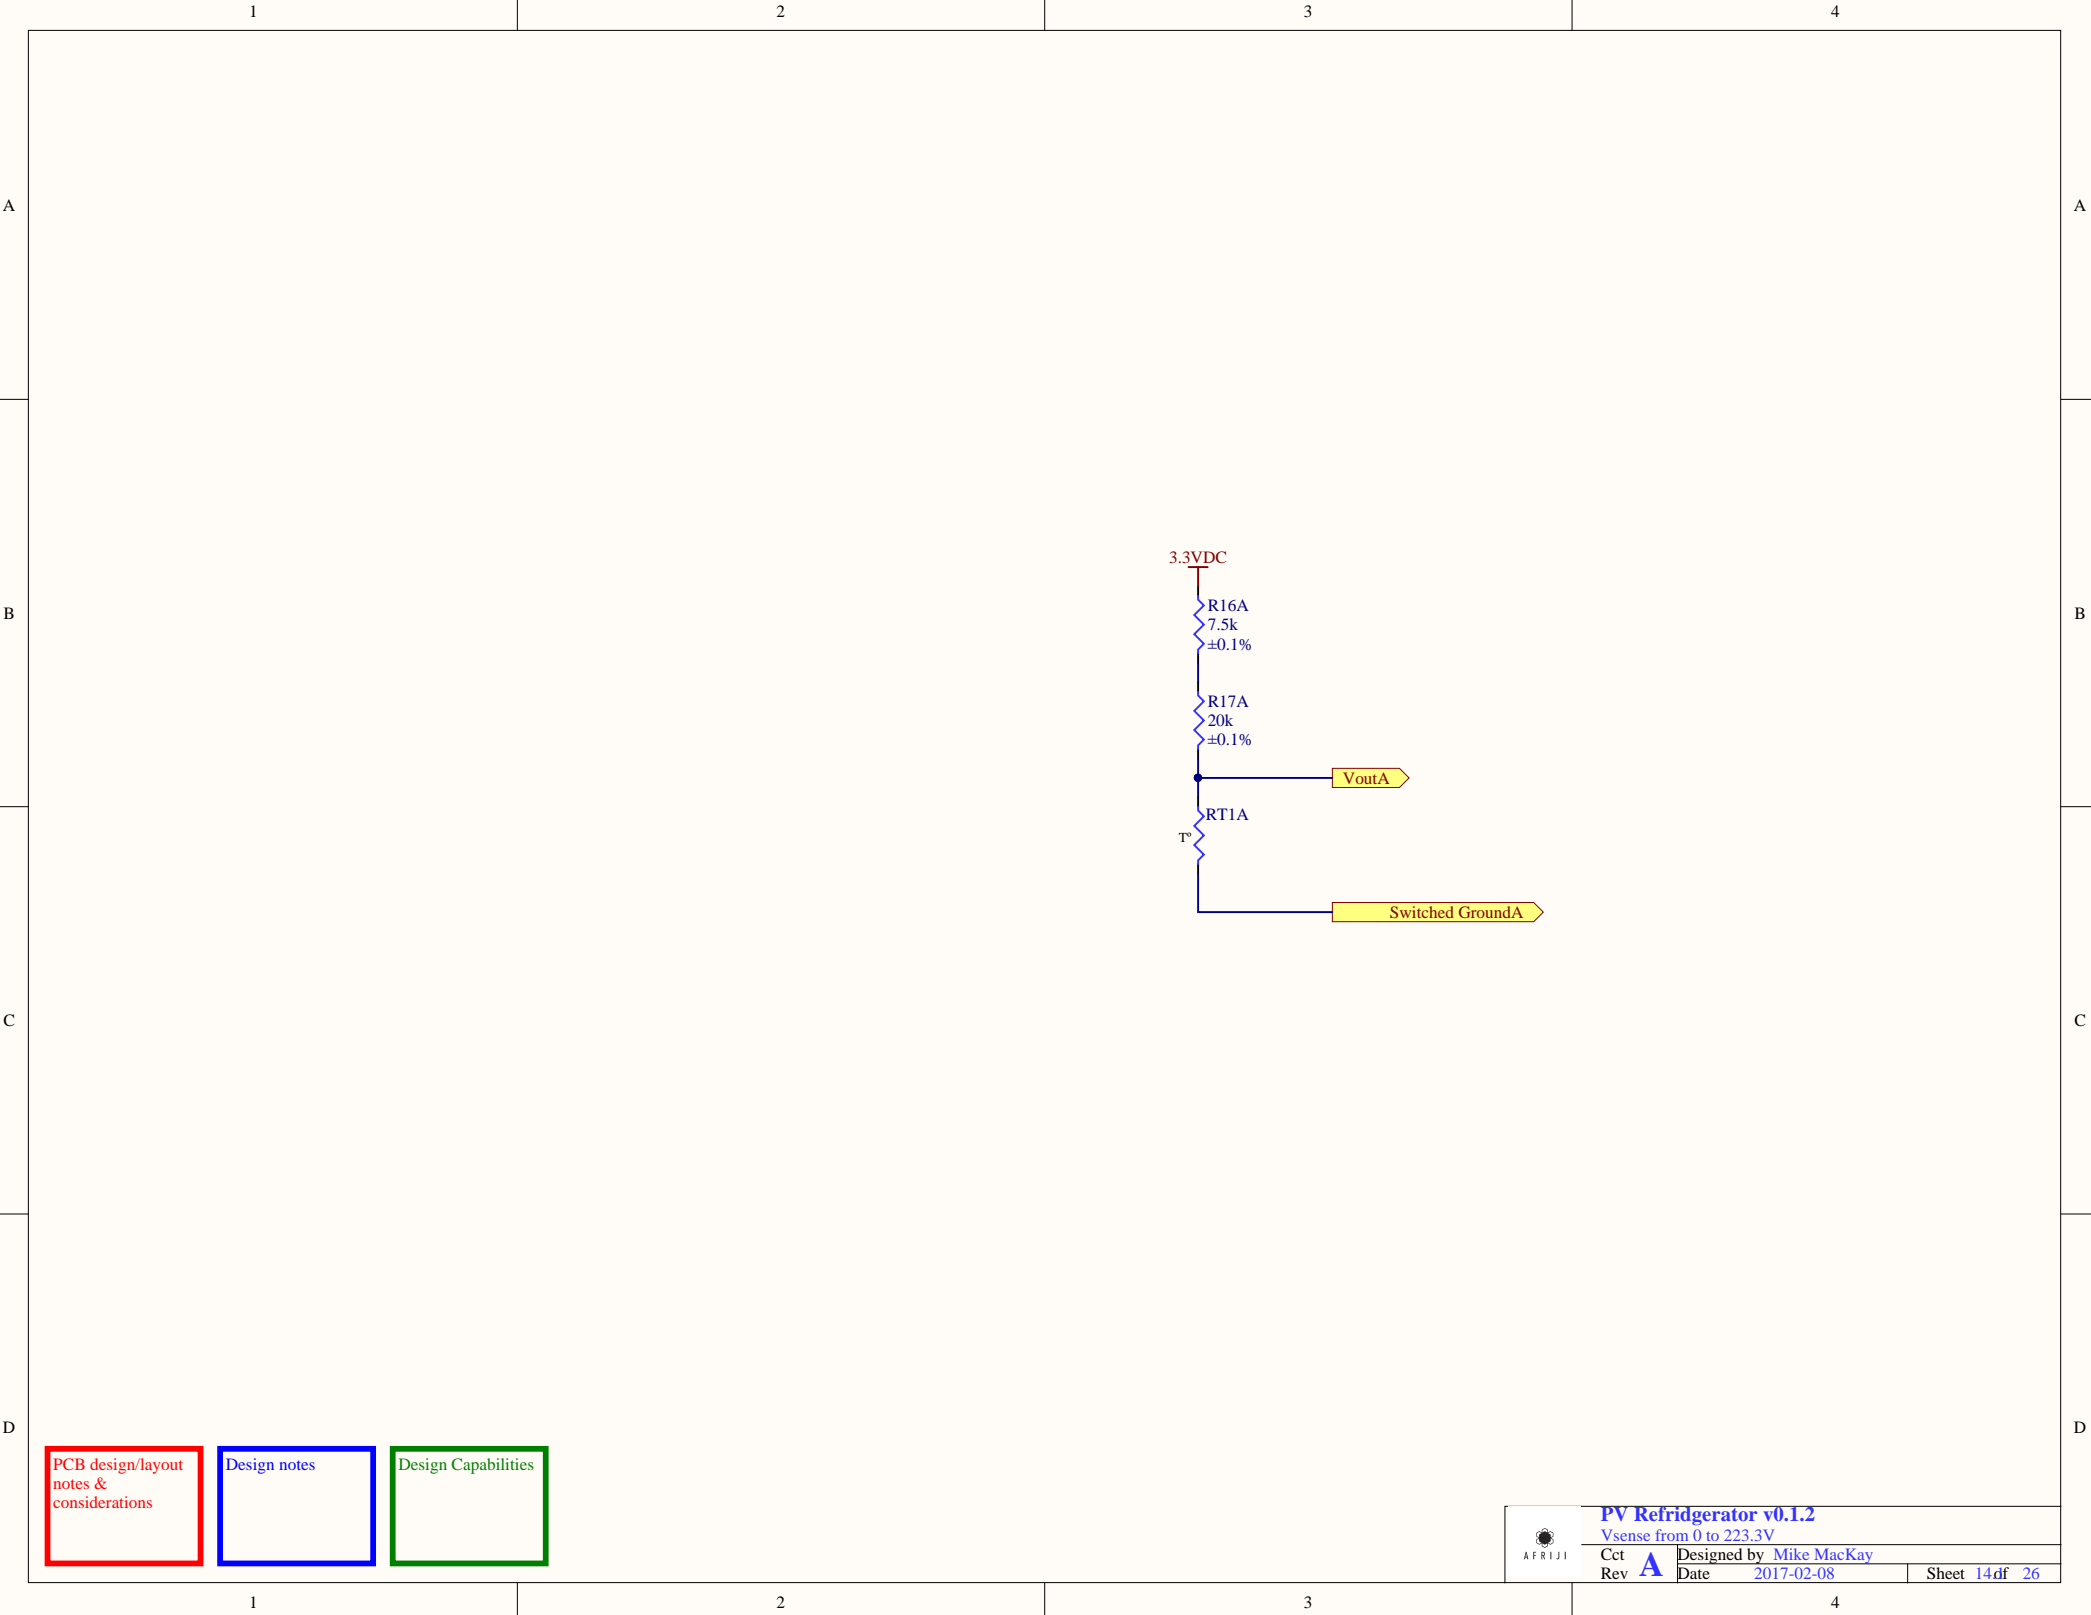 1 2 3 4
A A
3.3VDC
R16A
B B
7.5k
±0.1%
R17A
20k
±0.1%
VoutA
RT1A
Tº
Switched GroundA
C C
D D
PCB design/layout
notes &
considerations
Design notes
Design Capabilities
PV Refridgerator v0.1.2
Vsense from 0 to 223.3V
AFRIJI
Cct
Rev A
Designed by Mike MacKay
Date 2017-02-08
Sheet of 26
1 2 3 4